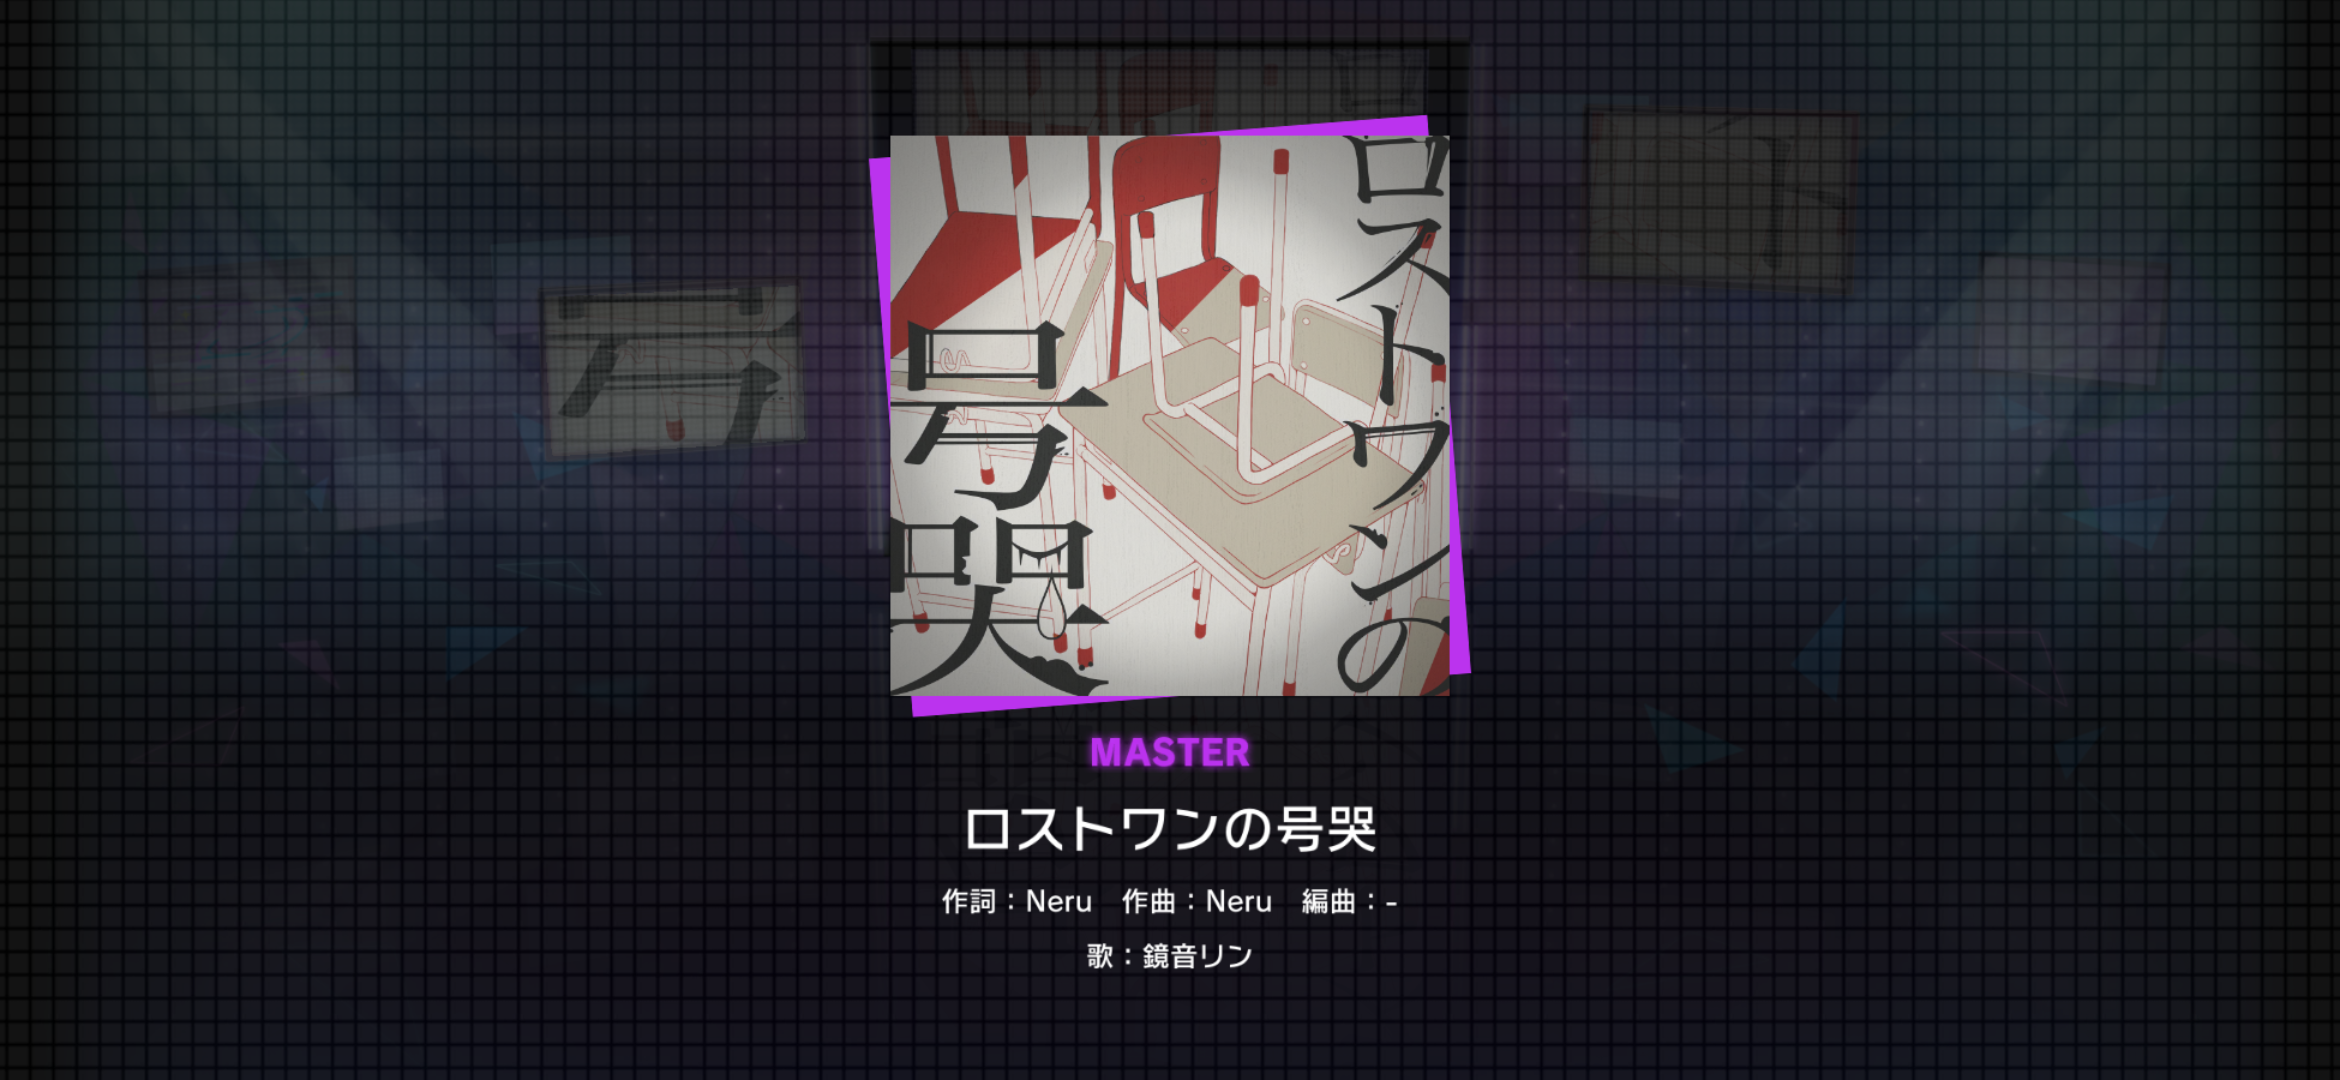 ロストワンの
号哭
MASTER
ロストワンの号哭
作詞：Neru 作曲：Neru 編曲：-
歌：鏡音リン